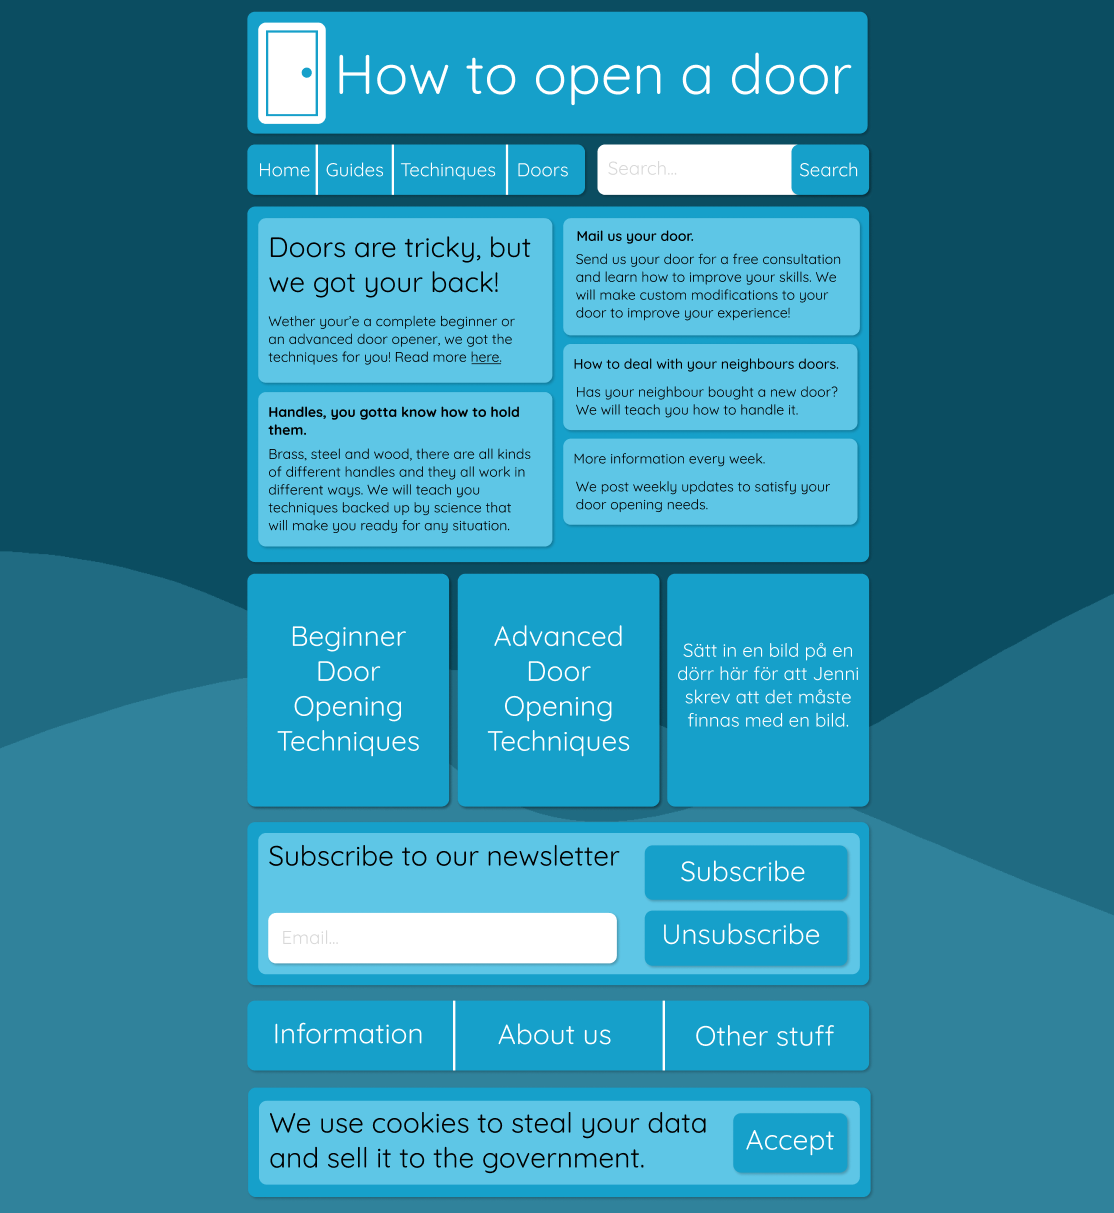 How to open a door
Home Guides Techinques Doors Search... Search
Doors are tricky, but
we got your back!
Wether your'e a complete beginner or
an advanced door opener, we got the
techniques for you! Read more here.
Handles, you gotta know how to hold
them.
Brass, steel and wood, there are all kinds
of different handles and they all work in
different ways. We will teach you
techniques backed up by science that
will make you ready for any situation.
Mail us your door.
Send us your door for a free consultation
and learn how to improve your skills. We
will make custom modifications to your
door to improve your experience!
How to deal with your neighbours doors.
Has your neighbour bought a new door?
We will teach you how to handle it.
More information every week.
We post weekly updates to satisfy your
door opening needs.
Beginner
Door
Opening
Techniques
Advanced
Door
Opening
Techniques
Sätt in en bild på en
dörr här för att Jenni
skrev att det måste
finnas med en bild.
Subscribe to our newsletter
Email...
Subscribe
Unsubscribe
Information About us Other stuff
We use cookies to steal your data
and sell it to the government.
Accept